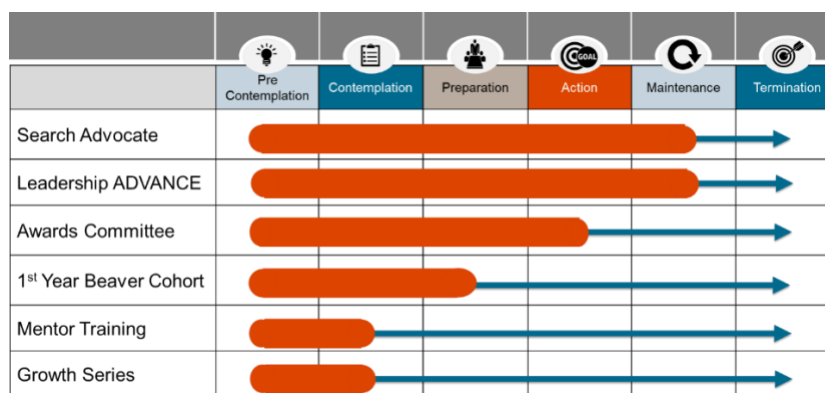 GOAL
Pre
Contemplation
Contemplation
Preparation
Action
Maintenance
Termination
Search Advocate
Leadership ADVANCE
Awards Committee
1st Year Beaver Cohort
Mentor Training
Growth Series